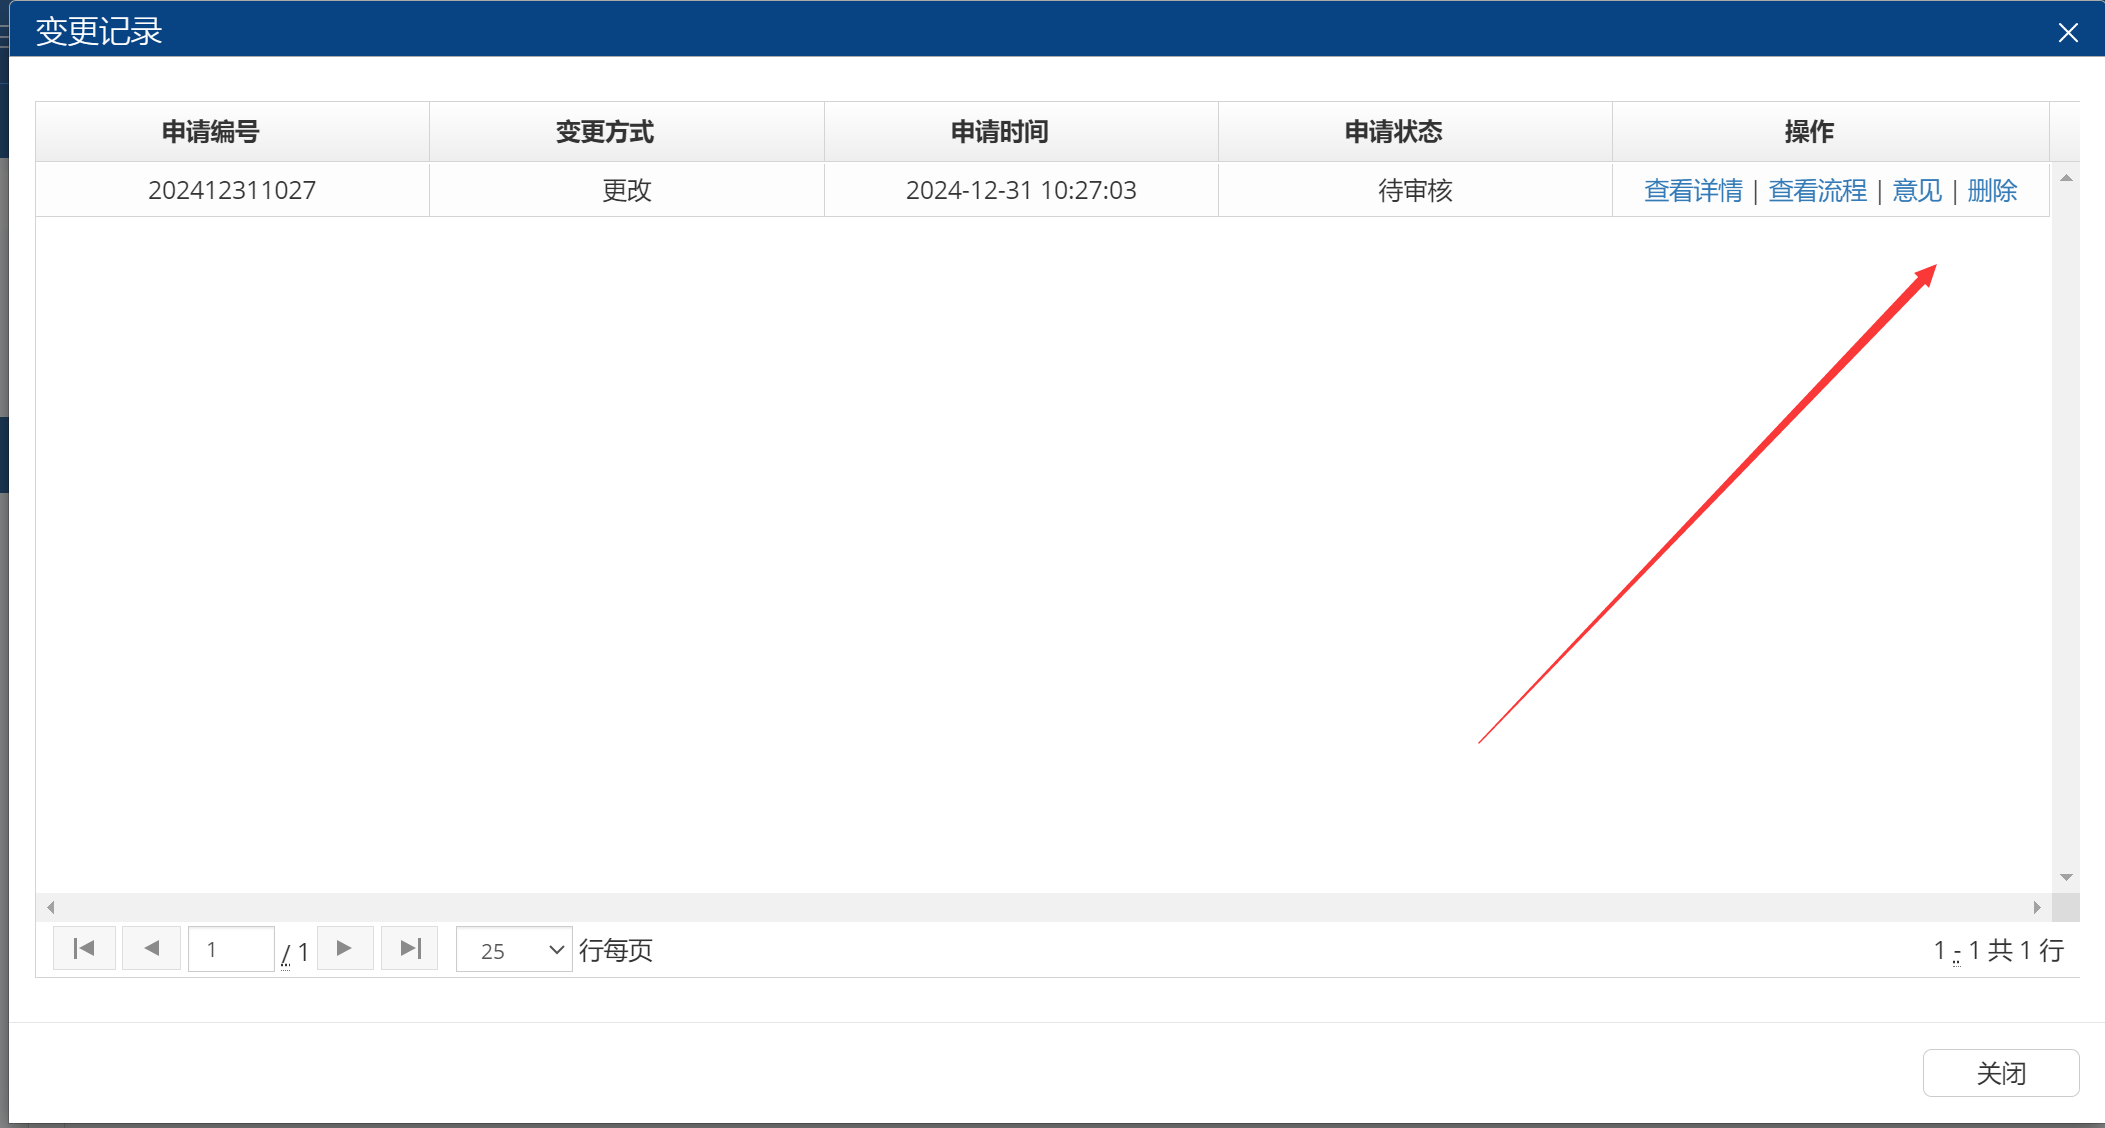 变更记录
申请编号 变更方式 申请时间 申请状态 操作
202412311027 更改 2024-12-31 10:27:03 待审核 查看详情 | 查看流程 | 意见 | 删除
1 / 1 25 行每页 1 - 1 共 1 行
关闭